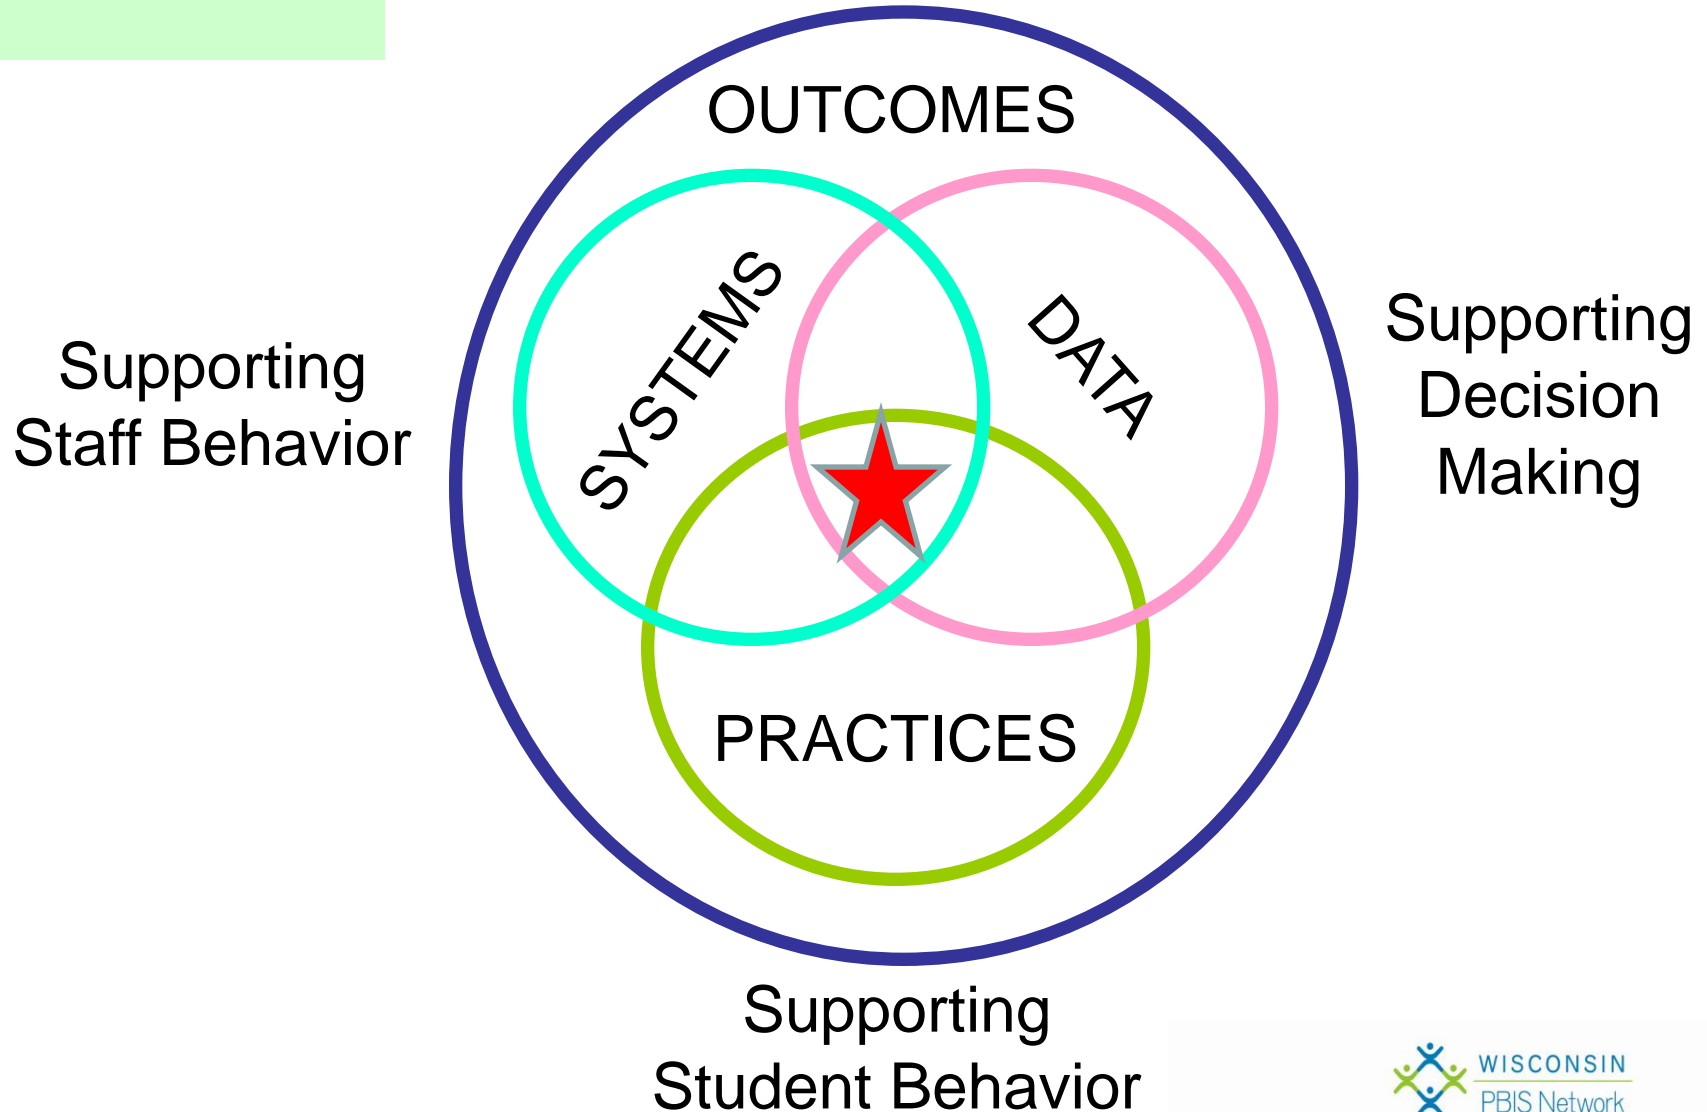 OUTCOMES
SYSTEMS
DATA
Supporting
Staff Behavior
Supporting
Decision
Making
PRACTICES
Supporting
Student Behavior
WISCONSIN
PBIS Network